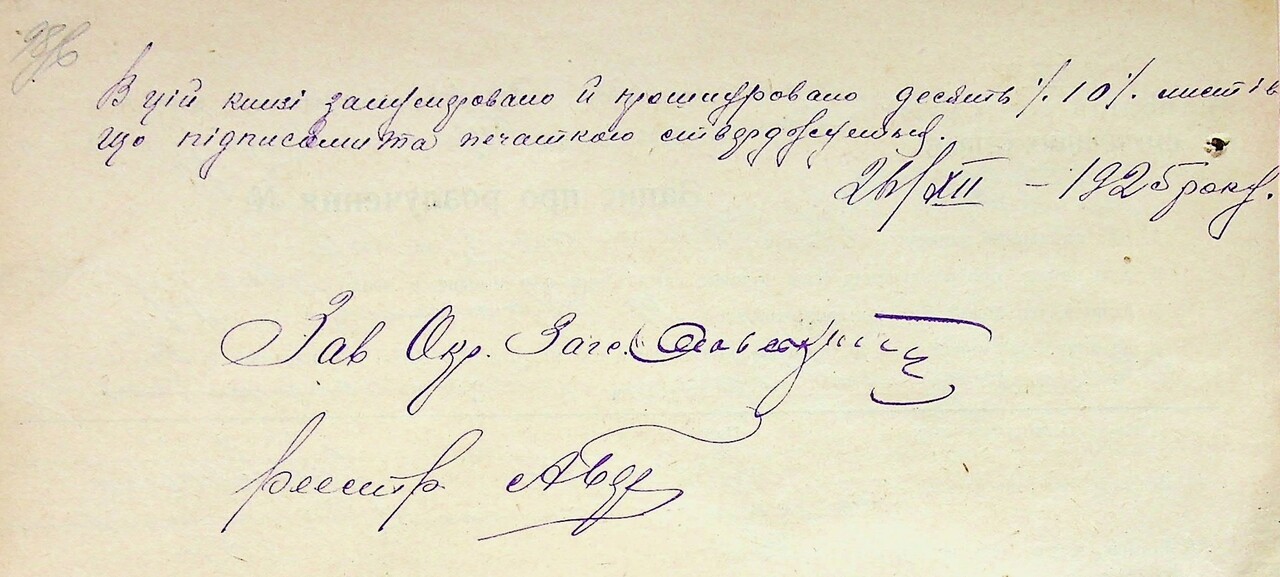 В цій книзі занумеровано й прошнуровано десять /. 10 /. листів
що підписами та печаткою стверджується.
26/XII – 1925 року.
Зав Окр. Загс.
реєстр